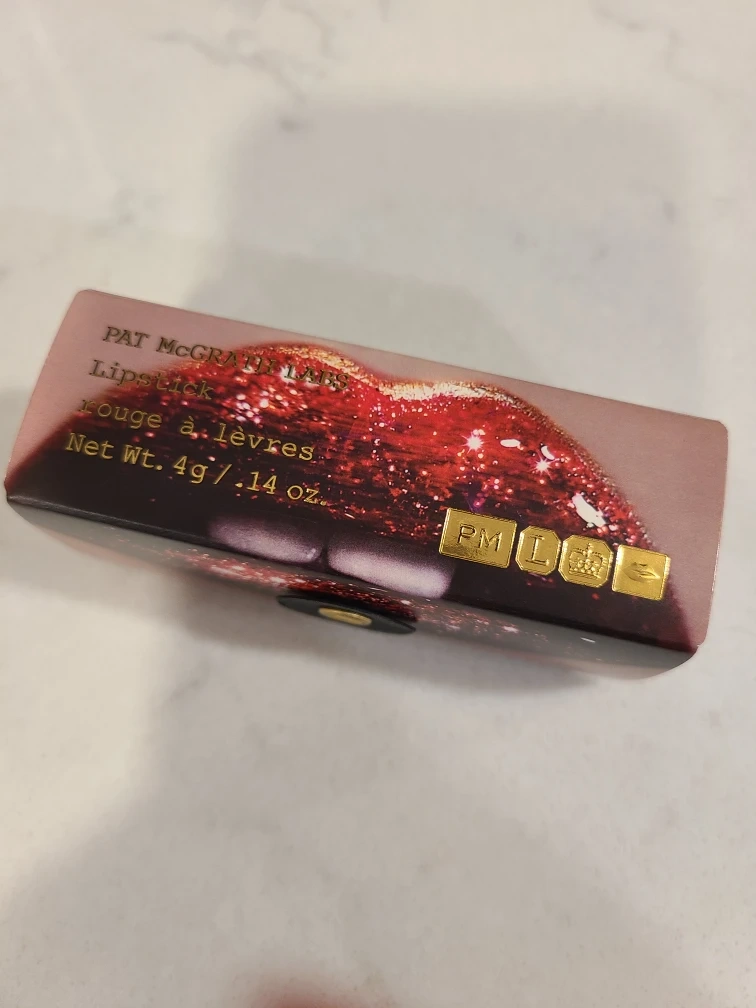 PAT McGRATH LABS
Lipstick
rouge à lèvres
Net Wt. 4g / .14 oz.
PM L